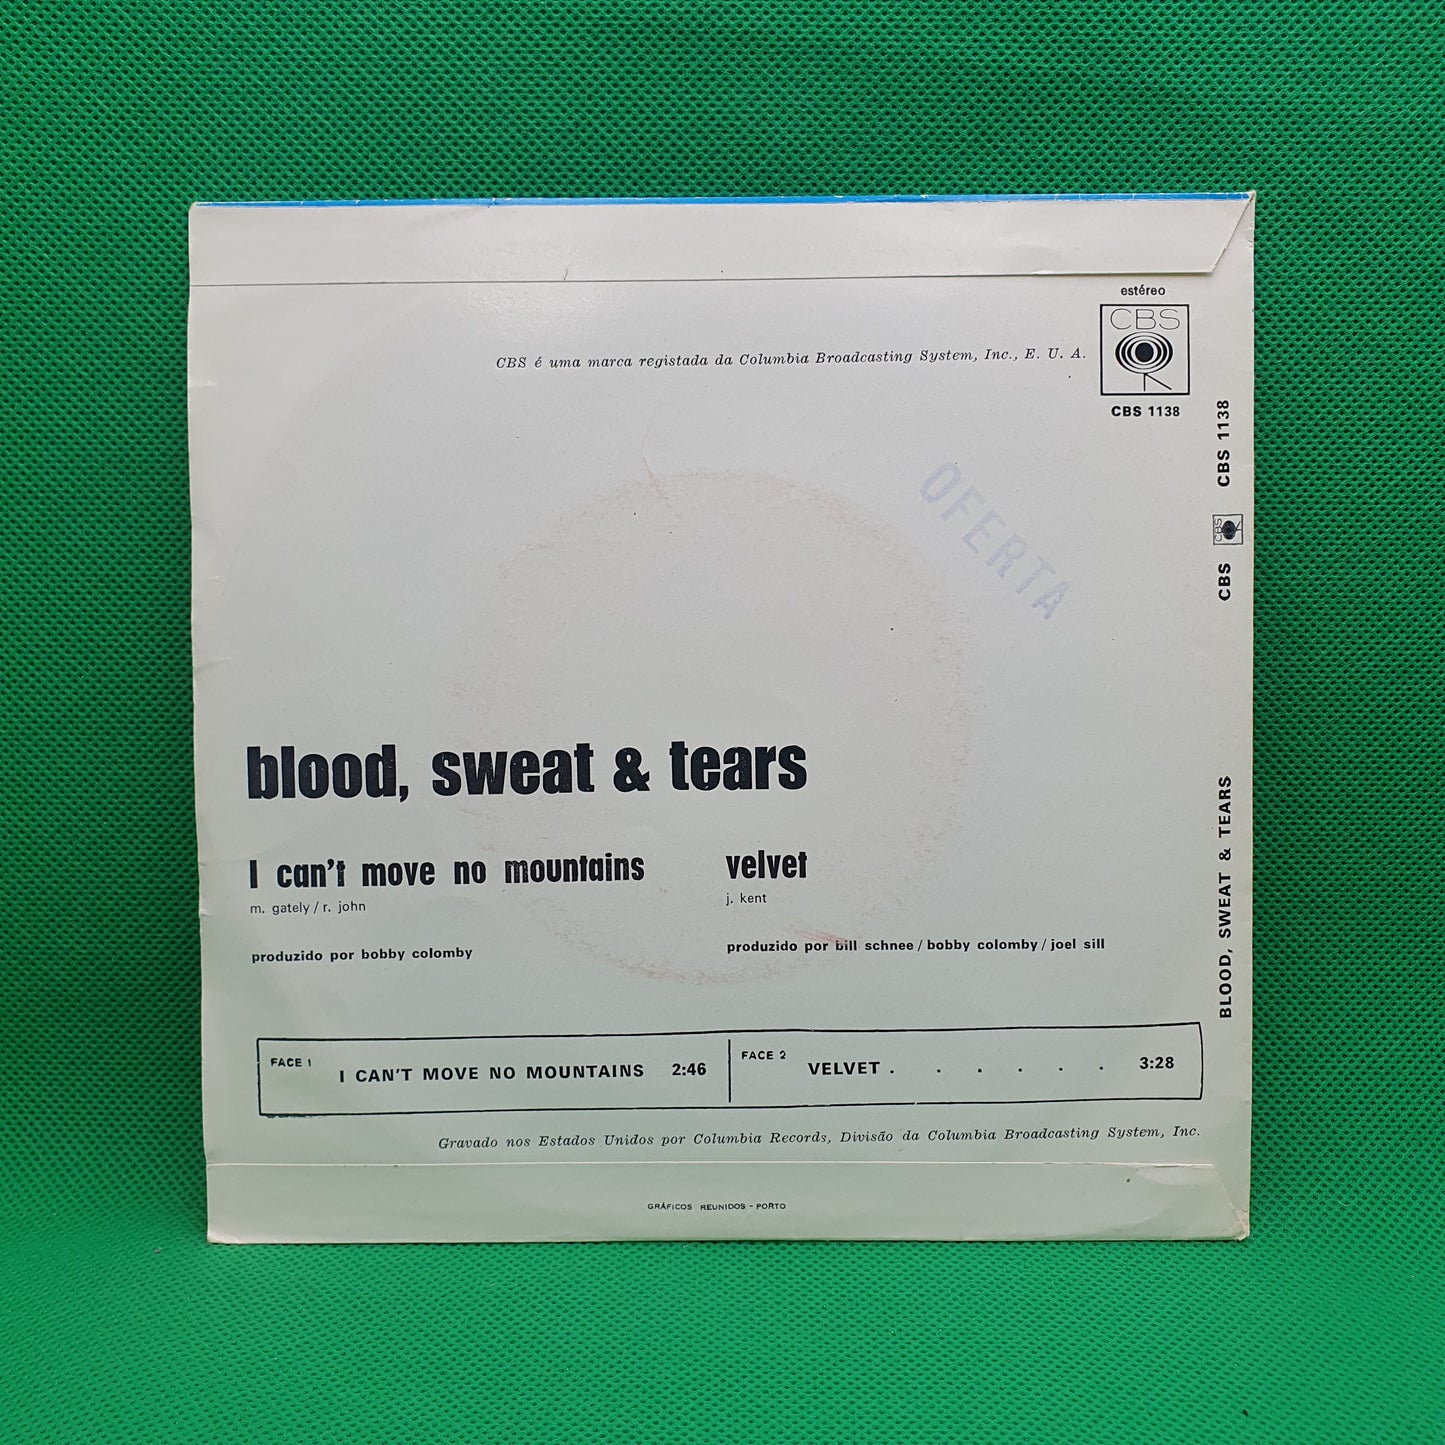 estéreo
CBS
CBS é uma marca registada da Columbia Broadcasting System, Inc., E. U. A.
CBS 1138
OFERTA
blood, sweat & tears
I can't move no mountains
m. gately / r. john
produzido por bobby colomby
velvet
j. kent
produzido por bill schnee / bobby colomby / joel sill
FACE 1 I CAN'T MOVE NO MOUNTAINS 2:46
FACE 2 VELVET . . . . . . 3:28
Gravado nos Estados Unidos por Columbia Records, Divisão da Columbia Broadcasting System, Inc.
GRÁFICOS REUNIDOS - PORTO
BLOOD, SWEAT & TEARS CBS CBS CBS 1138